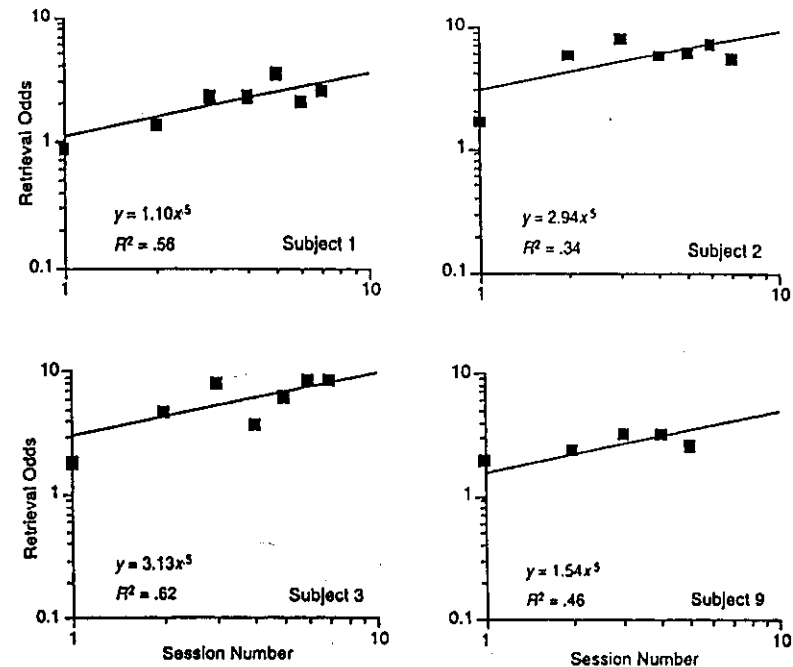 10
Retrieval Odds
1
y = 1.10x^.5
R² = .56
Subject 1
0.1
1
10
10
1
y = 2.94x^.5
R² = .34
Subject 2
0.1
1
10
10
Retrieval Odds
1
y = 3.13x^.5
R² = .62
Subject 3
0.1
1
10
Session Number
10
1
y = 1.54x^.5
R² = .46
Subject 9
0.1
1
10
Session Number